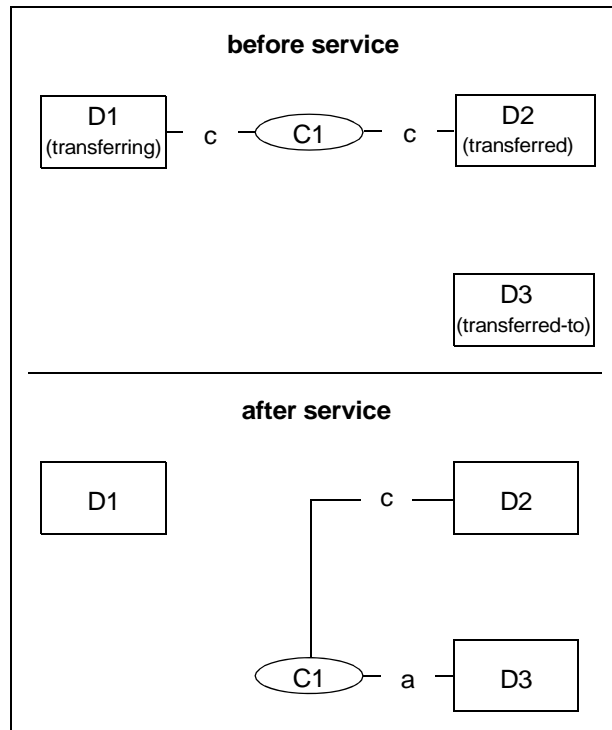 before service
D1
(transferring)
c
C1
c
D2
(transferred)
D3
(transferred-to)
after service
D1
c
D2
C1
a
D3